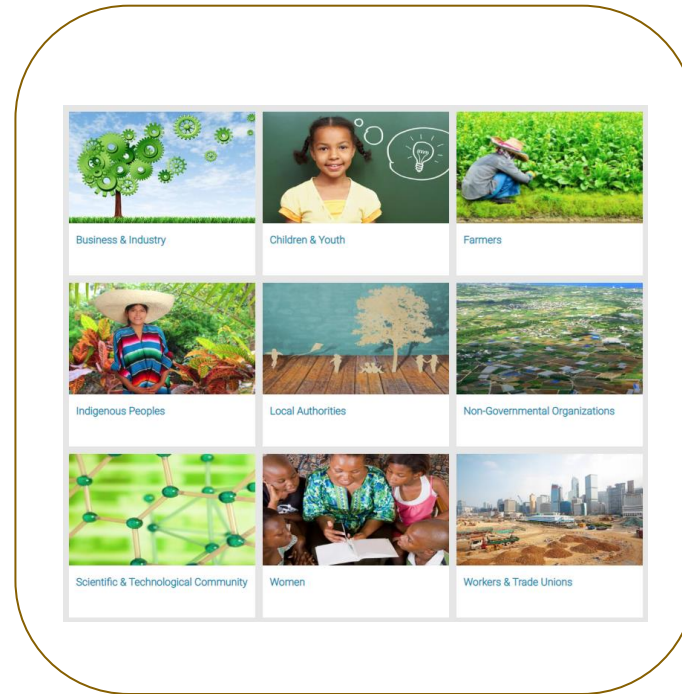 Business & Industry
Children & Youth
Farmers
Indigenous Peoples
Local Authorities
Non-Governmental Organizations
Scientific & Technological Community
Women
Workers & Trade Unions